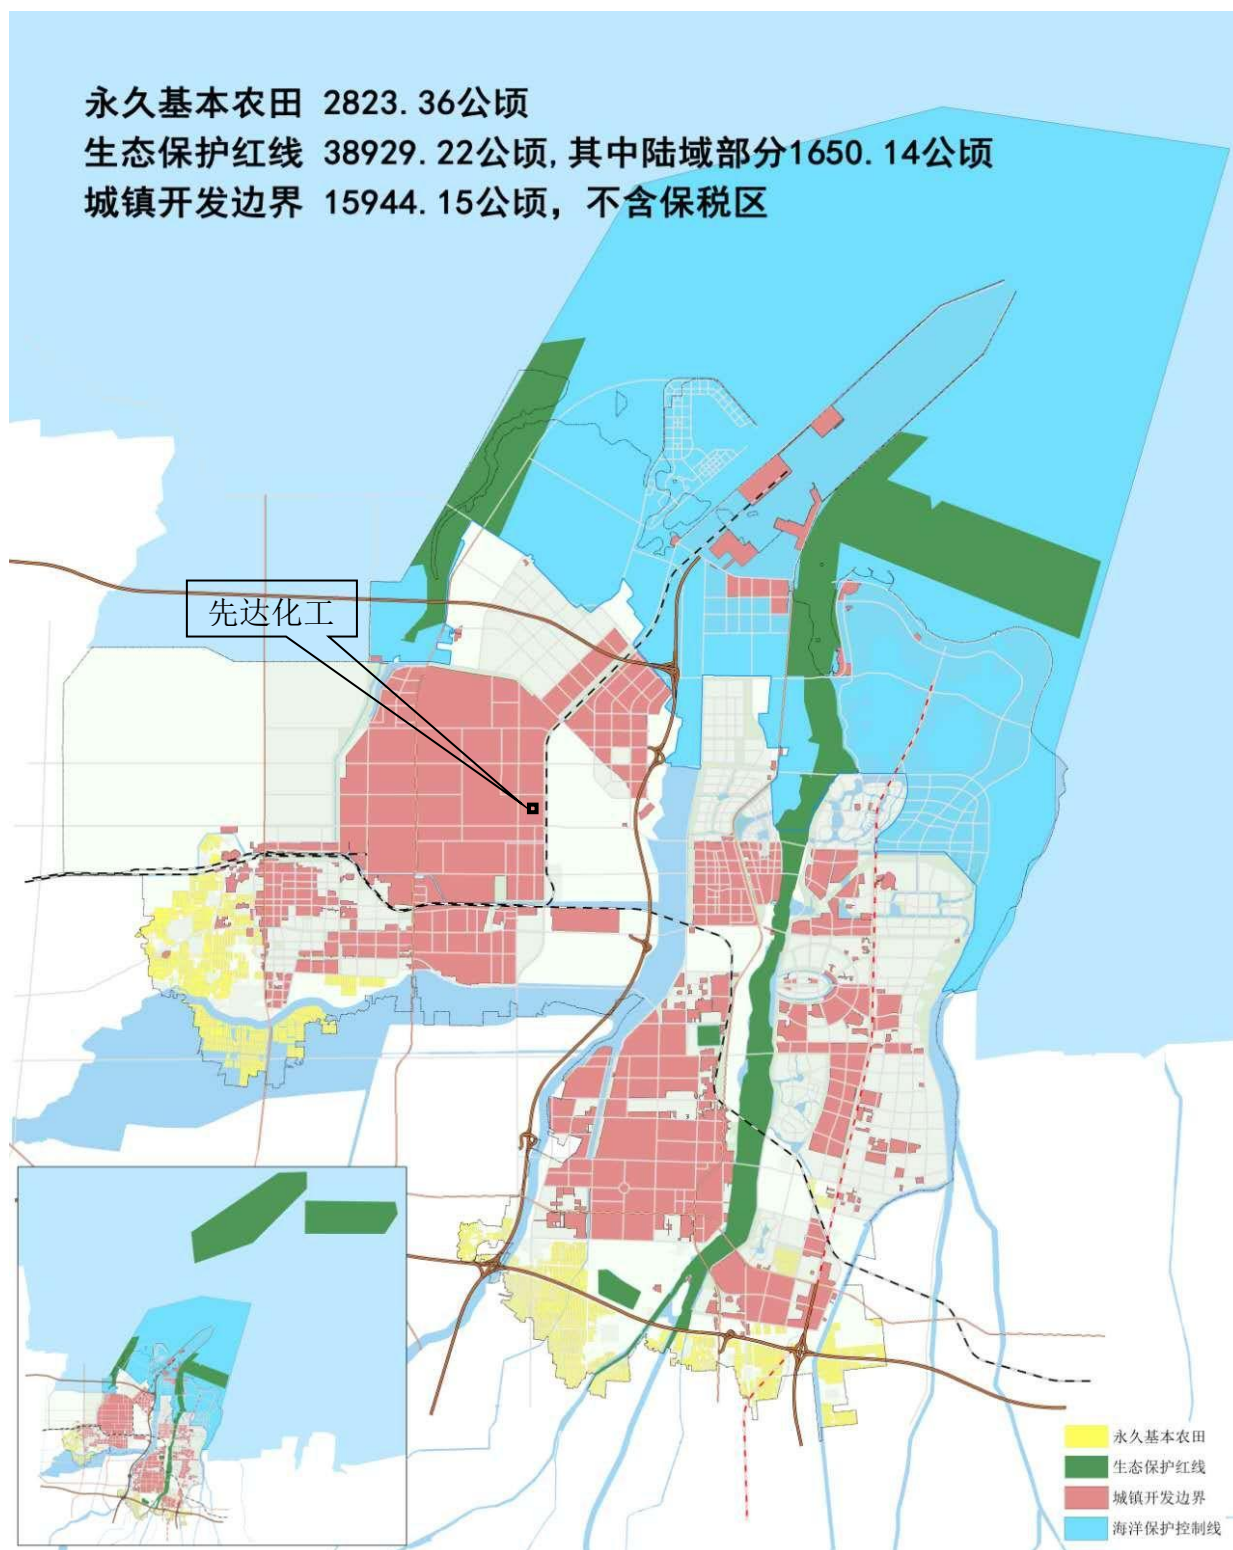 永久基本农田 2823.36公顷
生态保护红线 38929.22公顷,其中陆域部分1650.14公顷
城镇开发边界 15944.15公顷，不含保税区
先达化工
永久基本农田
生态保护红线
城镇开发边界
海洋保护控制线